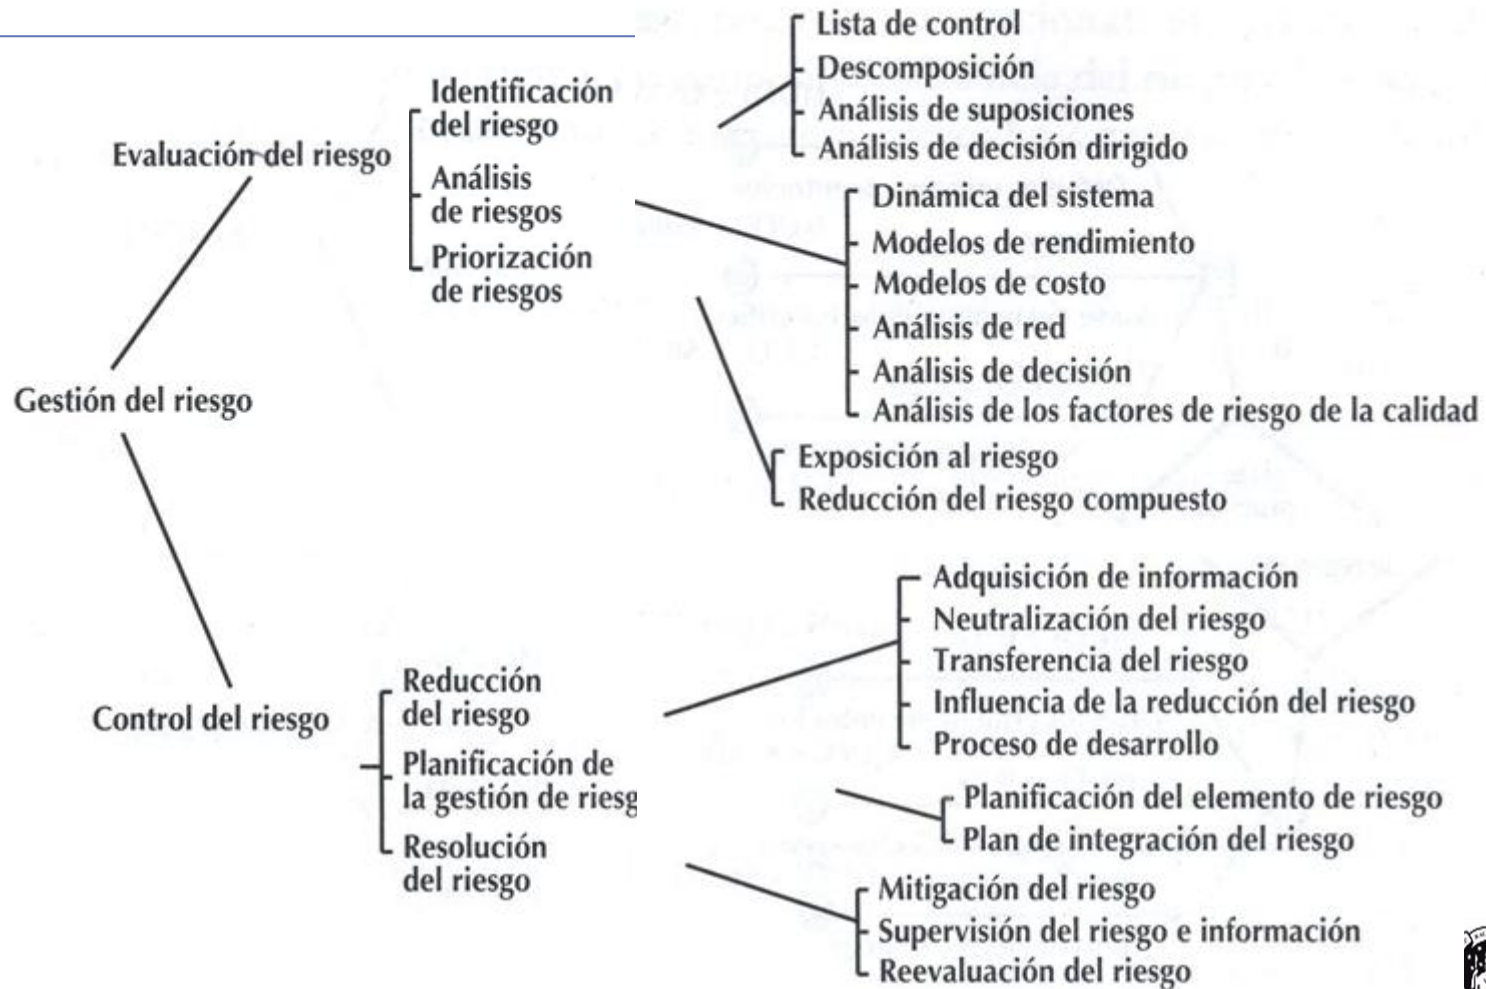 Gestión del riesgo
Evaluación del riesgo
Identificación
del riesgo
Análisis
de riesgos
Priorización
de riesgos
Lista de control
Descomposición
Análisis de suposiciones
Análisis de decisión dirigido
Dinámica del sistema
Modelos de rendimiento
Modelos de costo
Análisis de red
Análisis de decisión
Análisis de los factores de riesgo de la calidad
Exposición al riesgo
Reducción del riesgo compuesto
Control del riesgo
Reducción
del riesgo
Planificación de
la gestión de riesg
Resolución
del riesgo
Adquisición de información
Neutralización del riesgo
Transferencia del riesgo
Influencia de la reducción del riesgo
Proceso de desarrollo
Planificación del elemento de riesgo
Plan de integración del riesgo
Mitigación del riesgo
Supervisión del riesgo e información
Reevaluación del riesgo